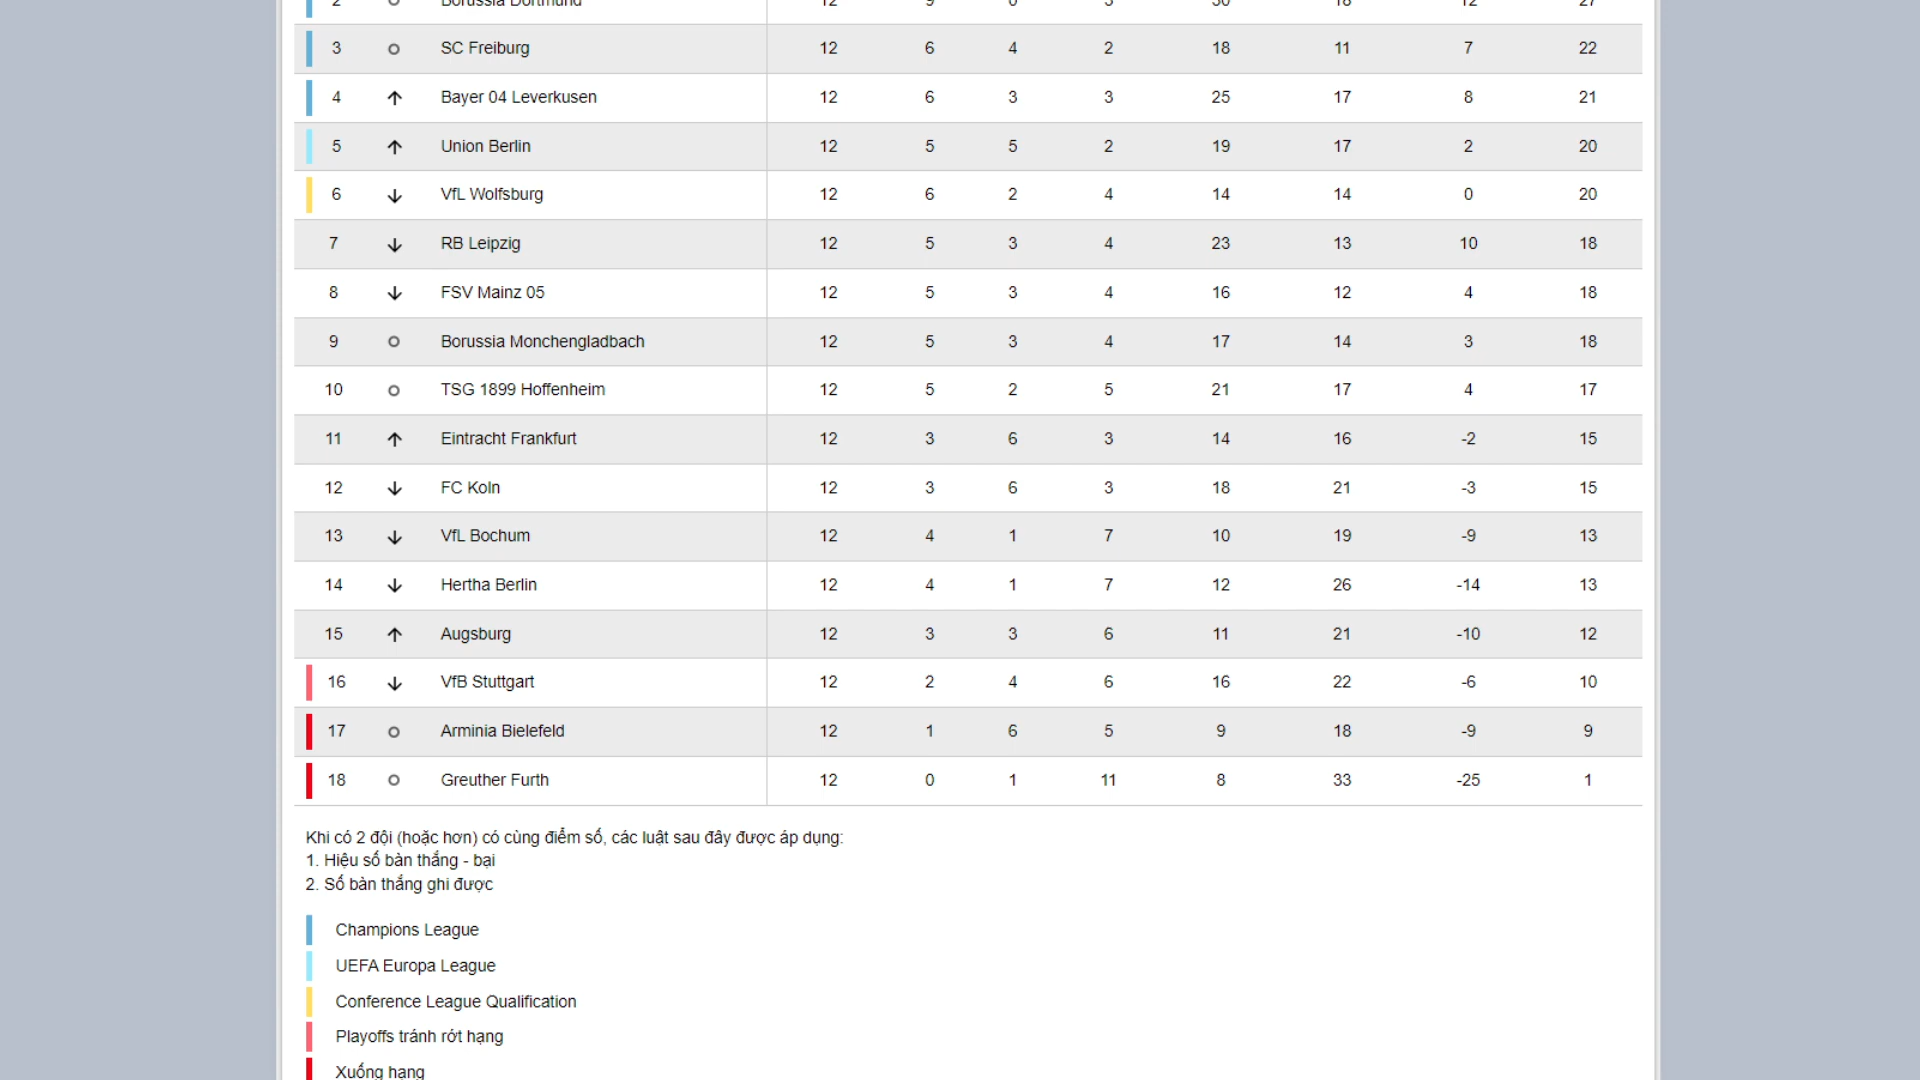 2 Borussia Dortmund 12 9 0 3 30 18 12 27
3 SC Freiburg 12 6 4 2 18 11 7 22
4 Bayer 04 Leverkusen 12 6 3 3 25 17 8 21
5 Union Berlin 12 5 5 2 19 17 2 20
6 VfL Wolfsburg 12 6 2 4 14 14 0 20
7 RB Leipzig 12 5 3 4 23 13 10 18
8 FSV Mainz 05 12 5 3 4 16 12 4 18
9 Borussia Monchengladbach 12 5 3 4 17 14 3 18
10 TSG 1899 Hoffenheim 12 5 2 5 21 17 4 17
11 Eintracht Frankfurt 12 3 6 3 14 16 -2 15
12 FC Koln 12 3 6 3 18 21 -3 15
13 VfL Bochum 12 4 1 7 10 19 -9 13
14 Hertha Berlin 12 4 1 7 12 26 -14 13
15 Augsburg 12 3 3 6 11 21 -10 12
16 VfB Stuttgart 12 2 4 6 16 22 -6 10
17 Arminia Bielefeld 12 1 6 5 9 18 -9 9
18 Greuther Furth 12 0 1 11 8 33 -25 1
Khi có 2 đội (hoặc hơn) có cùng điểm số, các luật sau đây được áp dụng:
1. Hiệu số bàn thắng - bại
2. Số bàn thắng ghi được
Champions League
UEFA Europa League
Conference League Qualification
Playoffs tránh rớt hạng
Xuống hạng